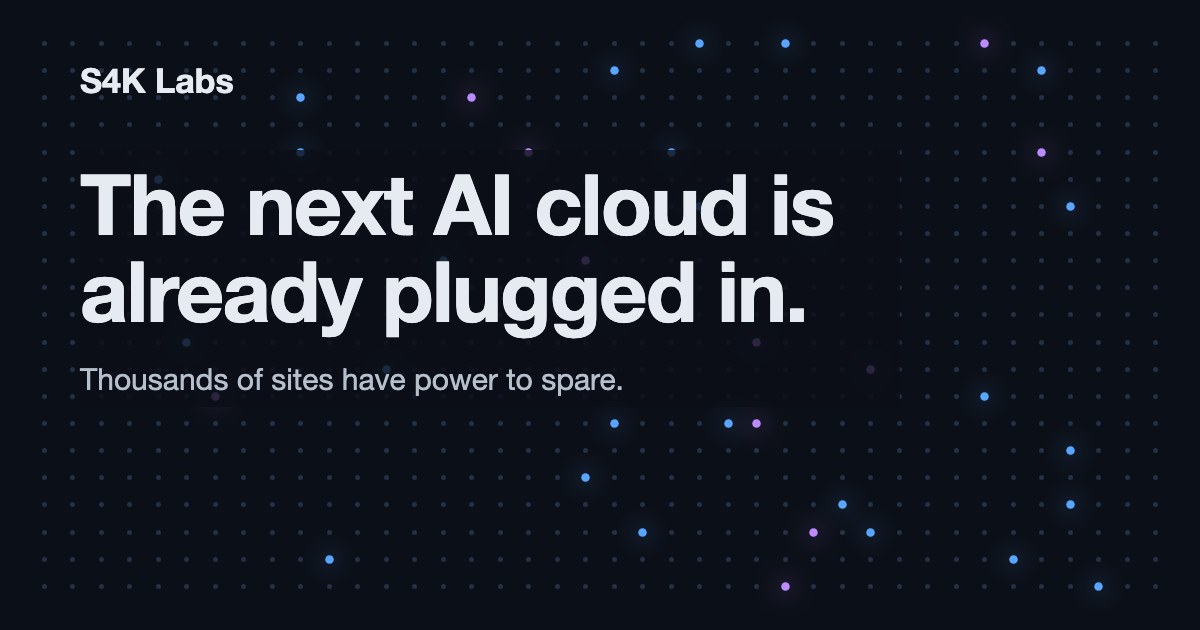 S4K Labs
The next AI cloud is
already plugged in.
Thousands of sites have power to spare.